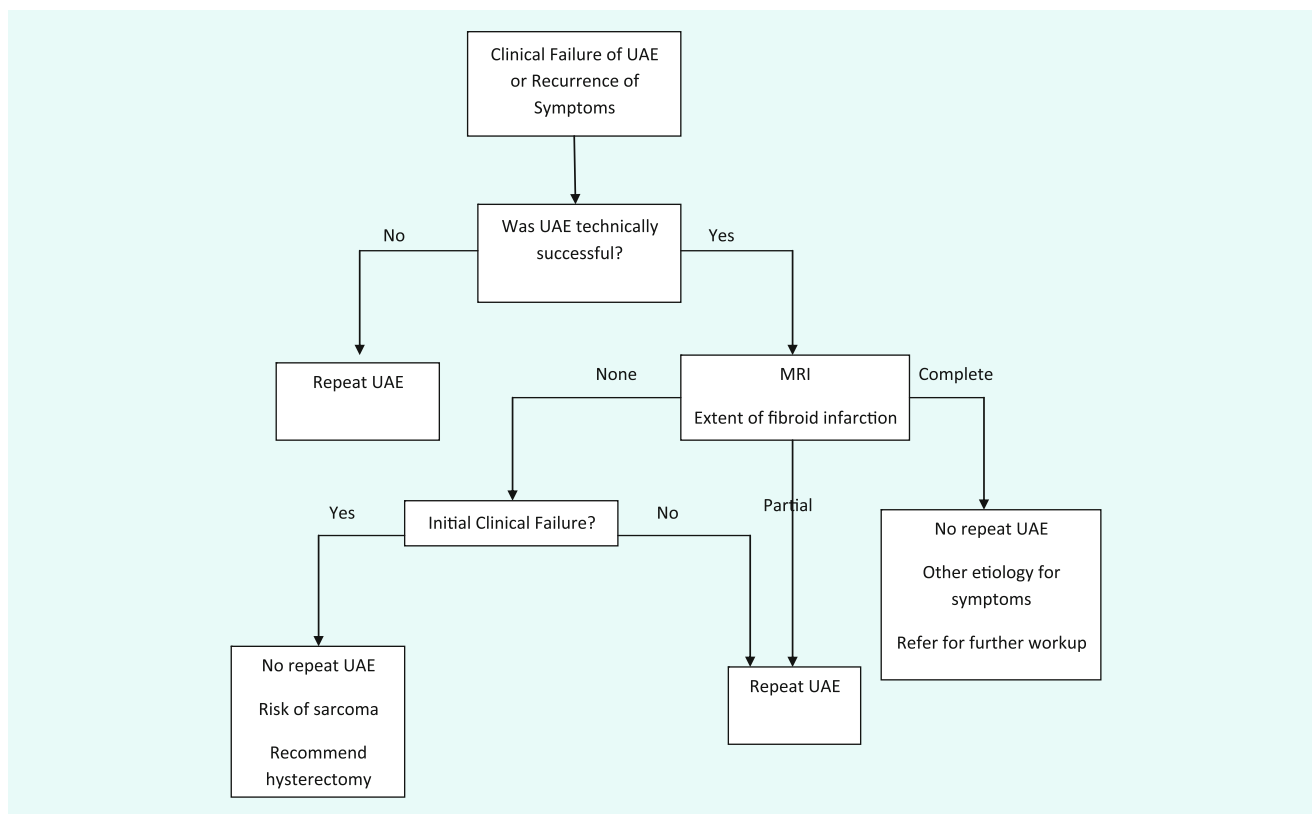 Clinical Failure of UAE
or Recurrence of
Symptoms
Was UAE technically
successful?
No
Yes
Repeat UAE
MRI
Extent of fibroid infarction
None
Complete
Partial
Initial Clinical Failure?
Yes
No
No repeat UAE
Other etiology for
symptoms
Refer for further workup
No repeat UAE
Risk of sarcoma
Recommend
hysterectomy
Repeat UAE